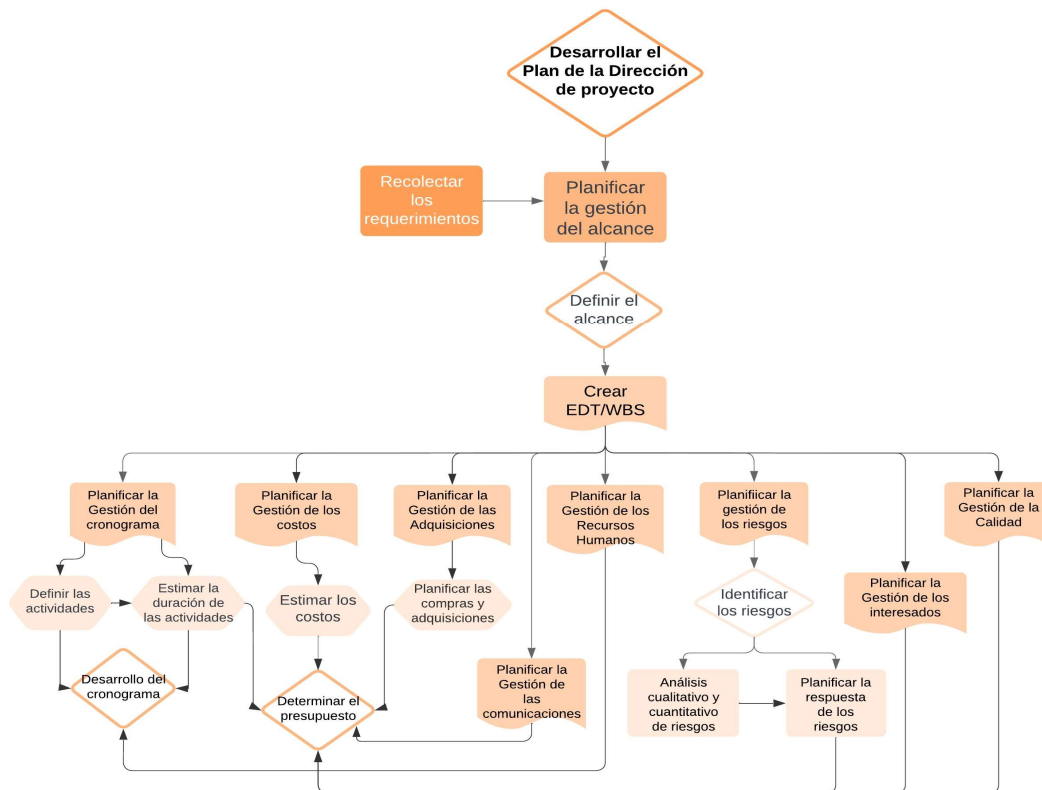 Desarrollar el
Plan de la Dirección
de proyecto
Recolectar
los
requerimientos
Planificar
la gestión
del alcance
Definir el
alcance
Crear
EDT/WBS
Planificar la
Gestión del
cronograma
Planificar la
Gestión de los
costos
Planificar la
Gestión de las
Adquisiciones
Planificar la
Gestión de los
Recursos
Humanos
Planifiicar la
gestión de
los riesgos
Planificar la
Gestión de la
Calidad
Definir las
actividades
Estimar la
duración de
las actividades
Estimar los
costos
Planificar las
compras y
adquisiciones
Identificar
los riesgos
Planificar la
Gestión de los
interesados
Desarrollo del
cronograma
Determinar el
presupuesto
Planificar la
Gestión de
las
comunicaciones
Análisis
cualitativo y
cuantitativo
de riesgos
Planificar la
respuesta
de los
riesgos